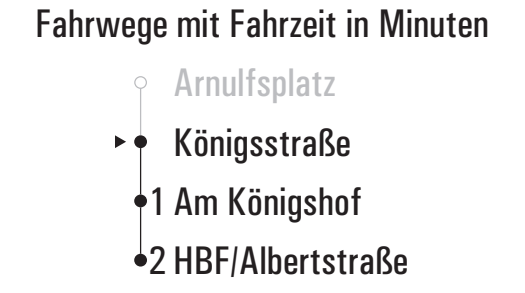 Fahrwege mit Fahrzeit in Minuten
Arnulfsplatz
Königsstraße
1 Am Königshof
2 HBF/Albertstraße